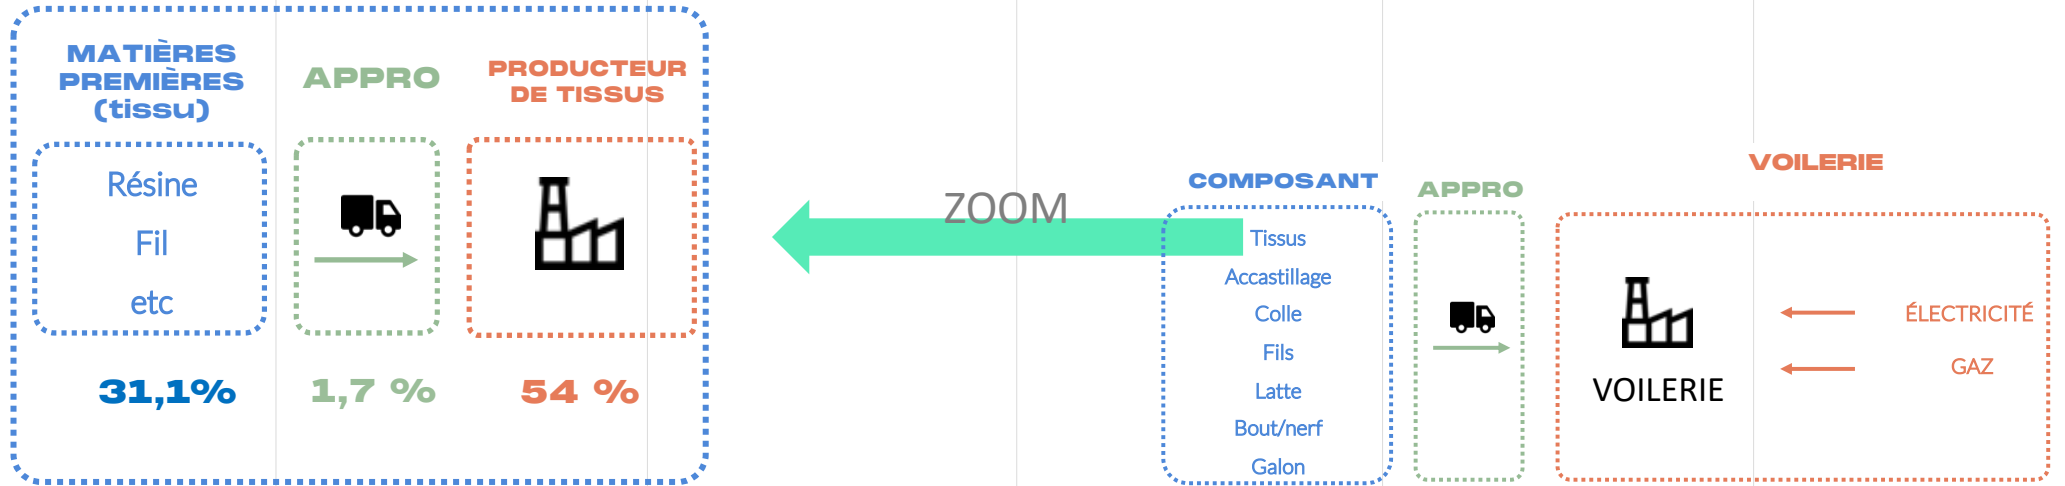 MATIÈRES
PREMIÈRES
(tissu)
Résine
Fil
etc
31,1%
APPRO
1,7 %
PRODUCTEUR
DE TISSUS
54 %
ZOOM
COMPOSANT
Tissus
Accastillage
Colle
Fils
Latte
Bout/nerf
Galon
APPRO
VOILERIE
VOILERIE
ÉLECTRICITÉ
GAZ